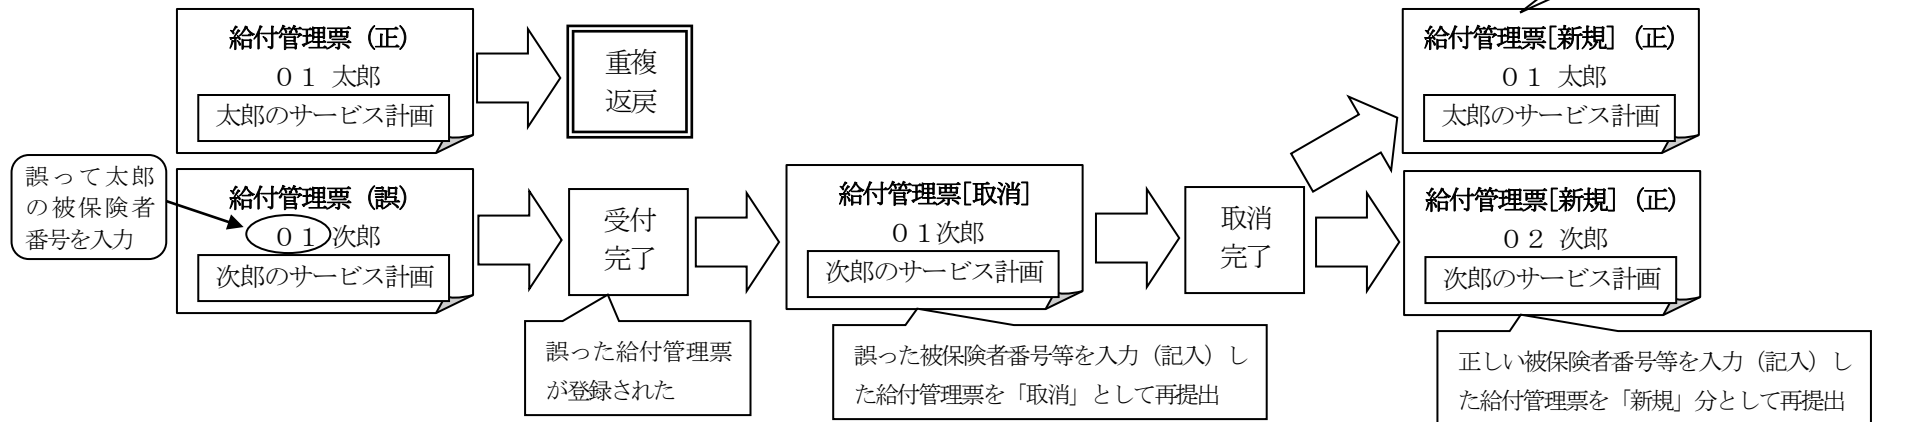 給付管理票（正）
０１ 太郎
太郎のサービス計画
重複
返戻
給付管理票[新規]（正）
０１ 太郎
太郎のサービス計画
誤って太郎
の被保険者
番号を入力
給付管理票（誤）
０１ 次郎
次郎のサービス計画
受付
完了
給付管理票[取消]
０１次郎
次郎のサービス計画
取消
完了
給付管理票[新規]（正）
０２ 次郎
次郎のサービス計画
誤った給付管理票
が登録された
誤った被保険者番号等を入力（記入）し
た給付管理票を「取消」として再提出
正しい被保険者番号等を入力（記入）し
た給付管理票を「新規」分として再提出